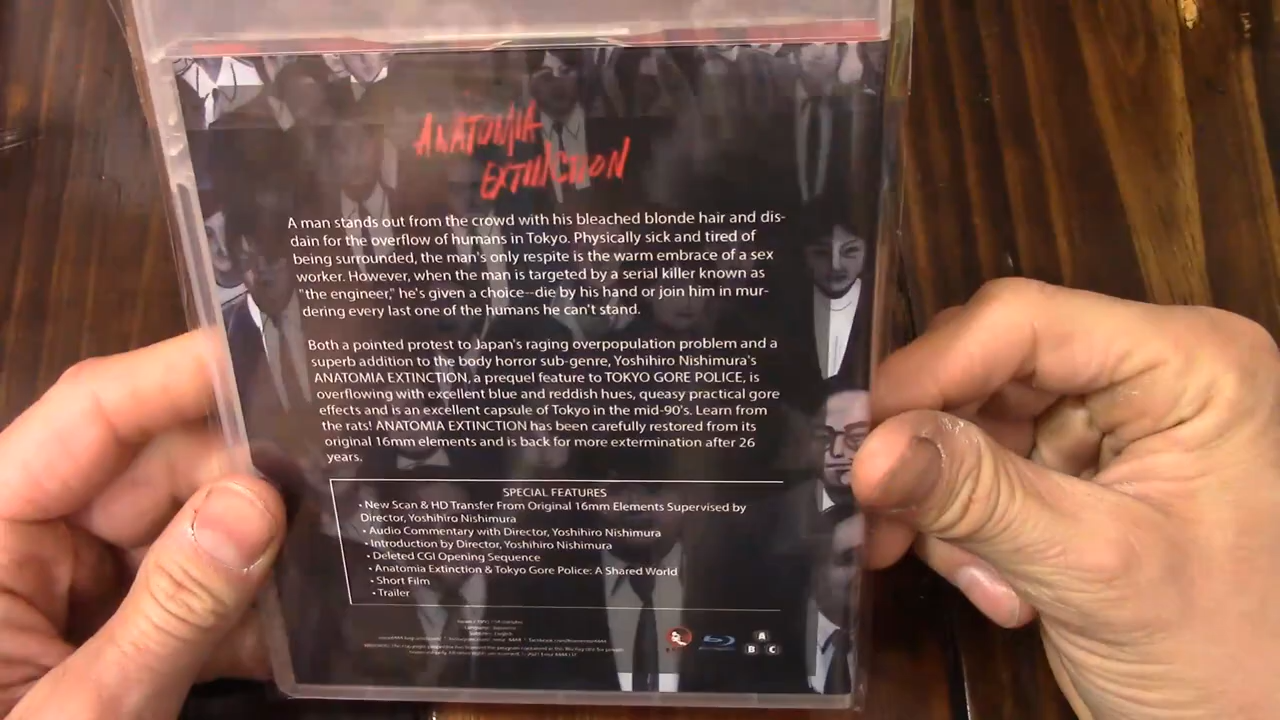 ANATOMIA
EXTINCTION
A man stands out from the crowd with his bleached blonde hair and dis-
dain for the overflow of humans in Tokyo. Physically sick and tired of
being surrounded, the man's only respite is the warm embrace of a sex
worker. However, when the man is targeted by a serial killer known as
"the engineer," he's given a choice--die by his hand or join him in mur-
dering every last one of the humans he can't stand.
Both a pointed protest to Japan's raging overpopulation problem and a
superb addition to the body horror sub-genre, Yoshihiro Nishimura's
ANATOMIA EXTINCTION, a prequel feature to TOKYO GORE POLICE, is
overflowing with excellent blue and reddish hues, queasy practical gore
effects and is an excellent capsule of Tokyo in the mid-90's. Learn from
the rats! ANATOMIA EXTINCTION has been carefully restored from its
original 16mm elements and is back for more extermination after 26
years.
SPECIAL FEATURES
• New Scan & HD Transfer From Original 16mm Elements Supervised by
Director, Yoshihiro Nishimura
• Audio Commentary with Director, Yoshihiro Nishimura
• Introduction by Director, Yoshihiro Nishimura
• Deleted CGI Opening Sequence
• Anatomia Extinction & Tokyo Gore Police: A Shared World
• Short Film
• Trailer
A
B C